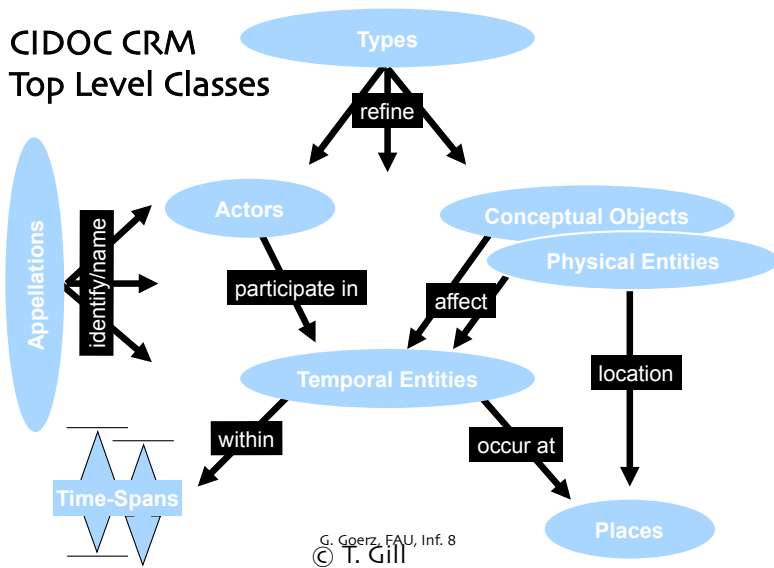 CIDOC CRM
Top Level Classes
Types
refine
Actors
Conceptual Objects
Physical Entities
Appellations
identify/name
participate in
affect
location
Temporal Entities
within
occur at
Time-Spans
Places
G. Goerz, FAU, Inf. 8
© T. Gill